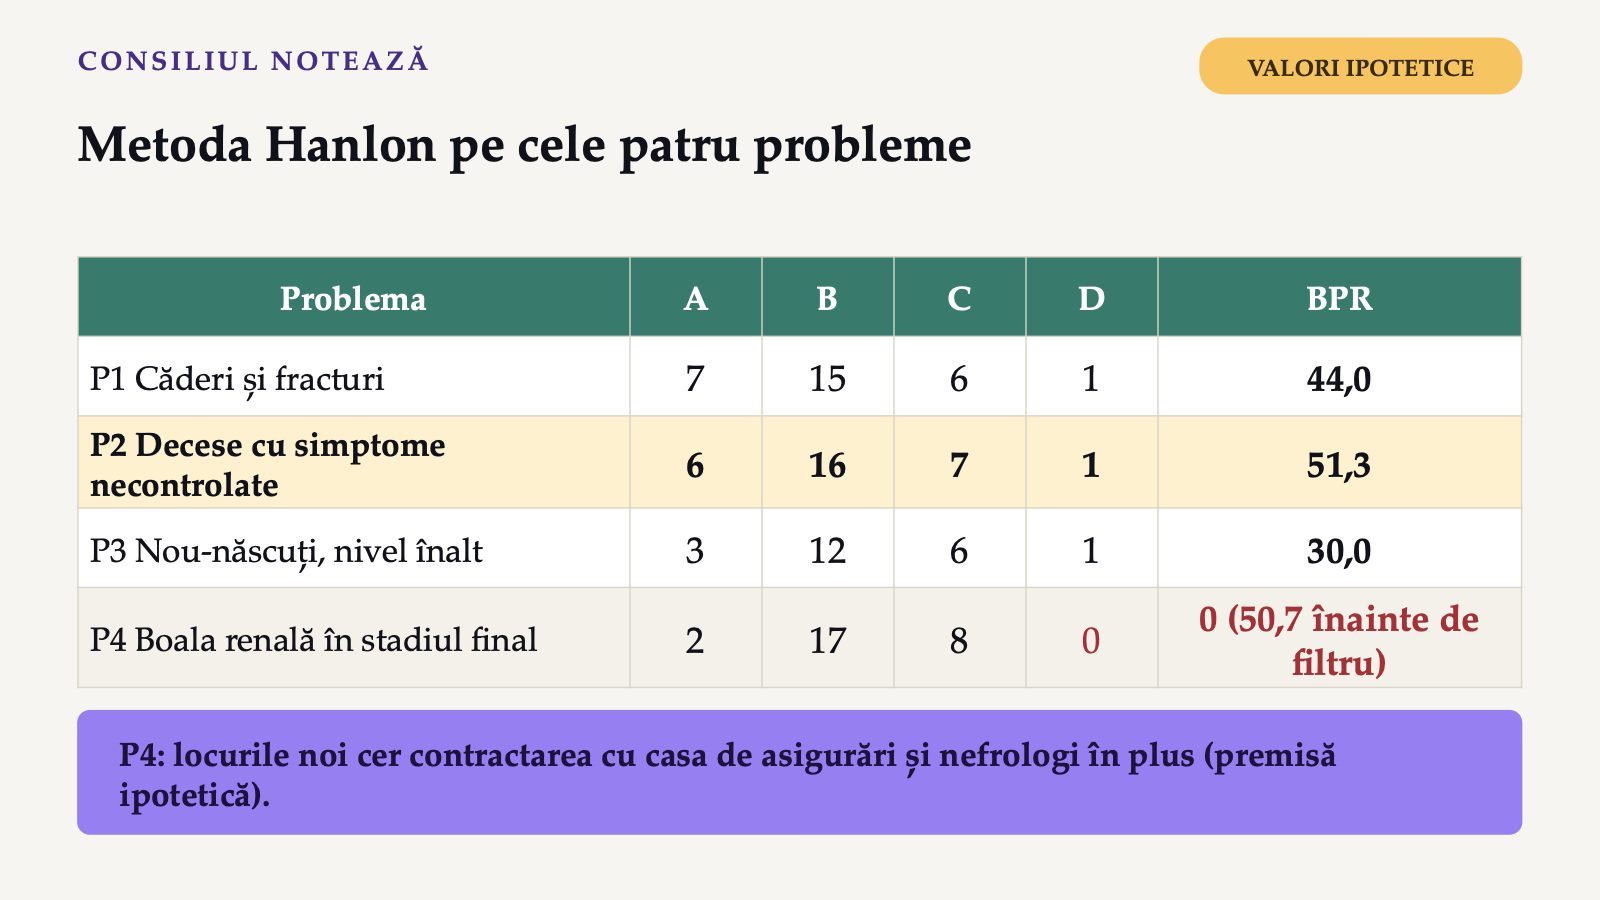 CONSILIUL NOTEAZĂ
VALORI IPOTETICE
Metoda Hanlon pe cele patru probleme
Problema A B C D BPR
P1 Căderi și fracturi 7 15 6 1 44,0
P2 Decese cu simptome
necontrolate 6 16 7 1 51,3
P3 Nou-născuți, nivel înalt 3 12 6 1 30,0
P4 Boala renală în stadiul final 2 17 8 0 0 (50,7 înainte de
filtru)
P4: locurile noi cer contractarea cu casa de asigurări și nefrologi în plus (premisă
ipotetică).